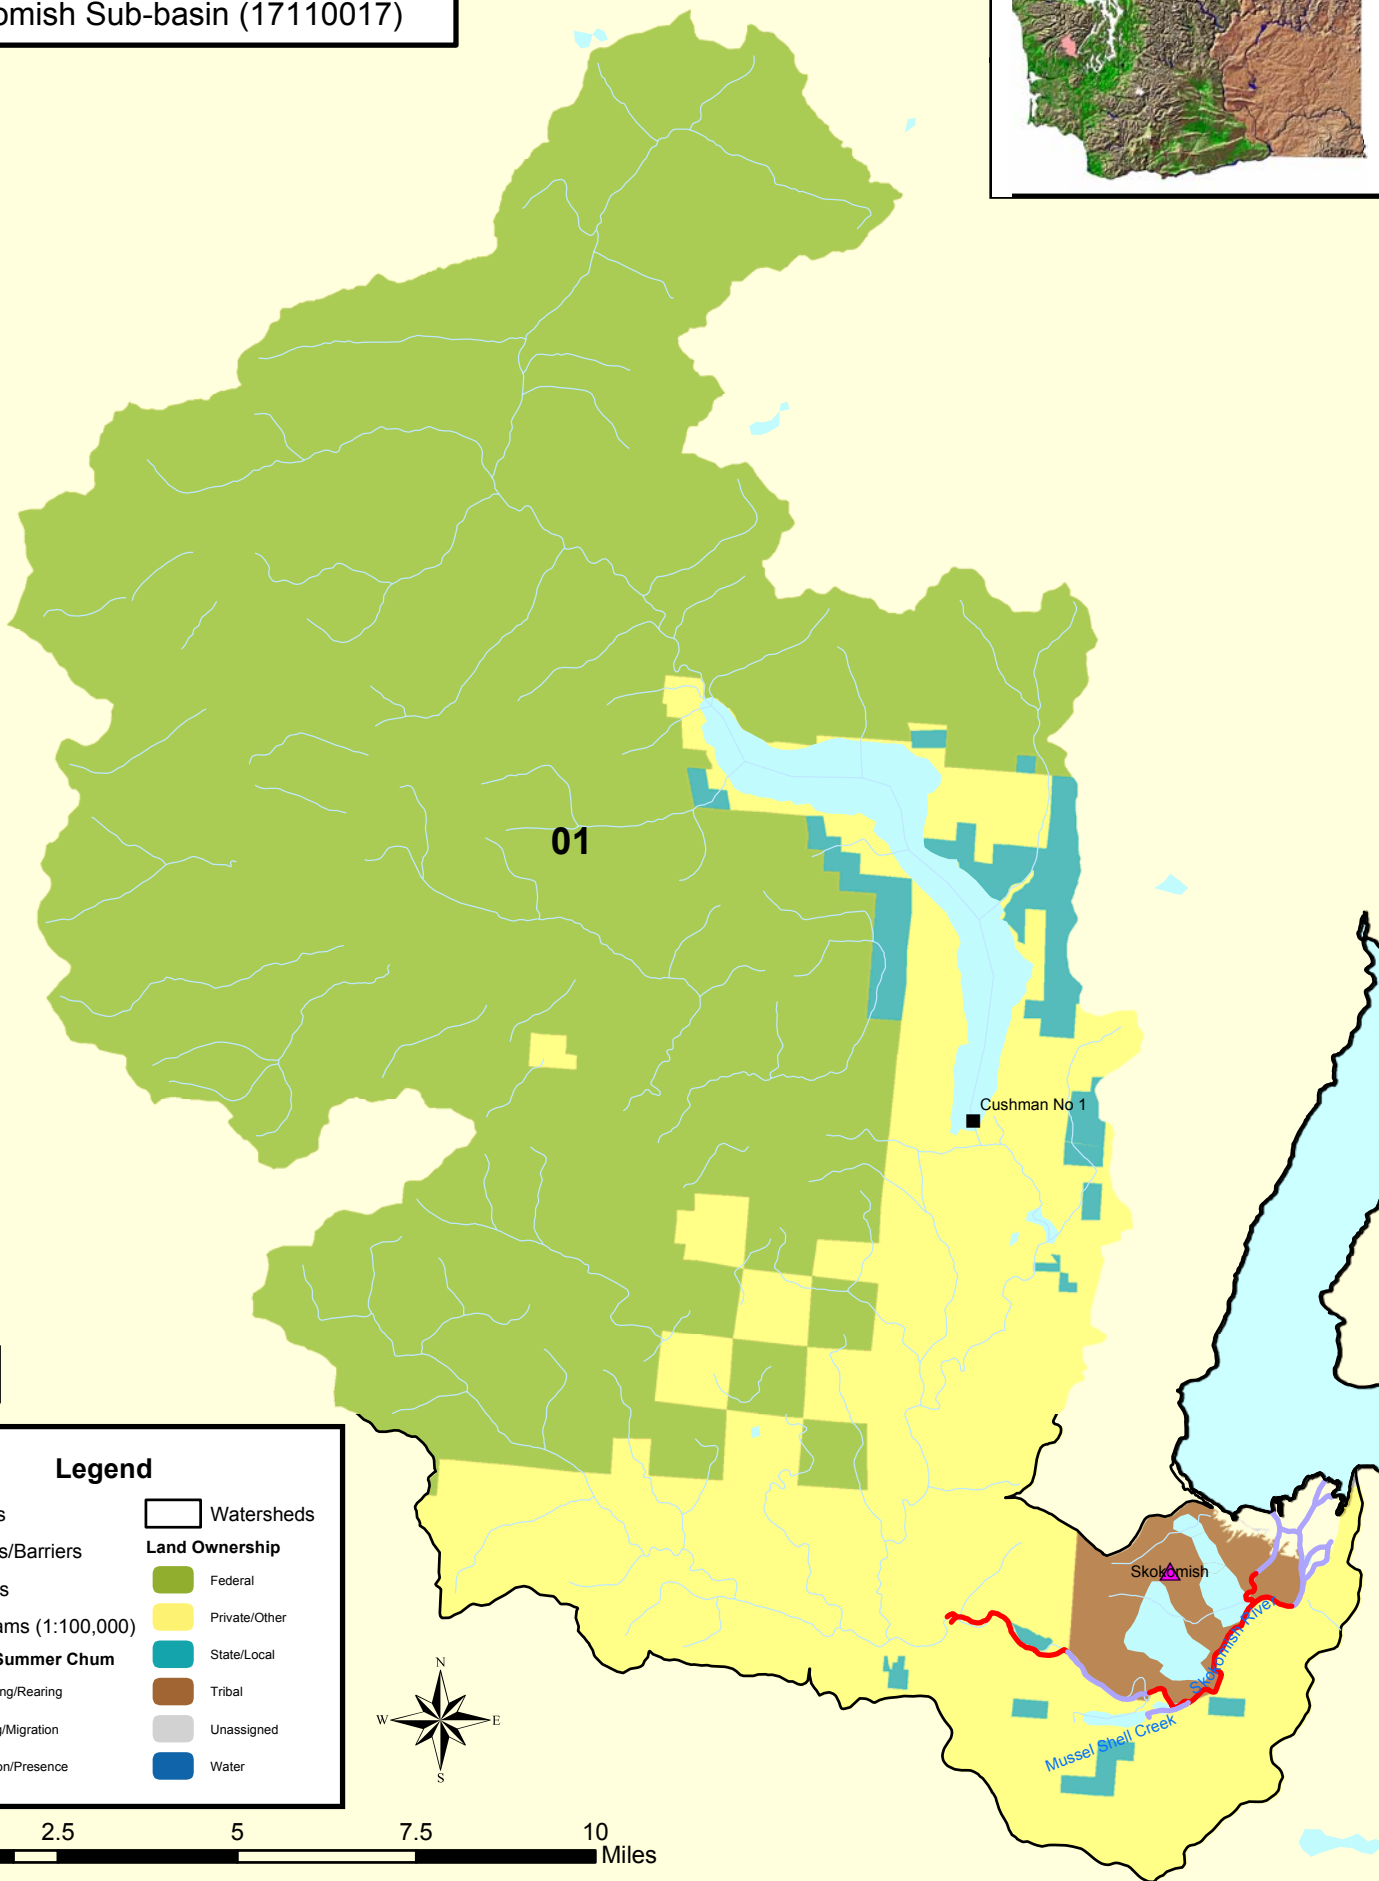 omish Sub-basin (17110017)
01
Cushman No 1
Skokomish
Skokomish River
Mussel Shell Creek
Legend
s
Watersheds
s/Barriers
Land Ownership
s
Federal
ams (1:100,000)
Private/Other
Summer Chum
State/Local
ng/Rearing
Tribal
g/Migration
Unassigned
on/Presence
Water
N
W
E
S
2.5 5 7.5 10
Miles